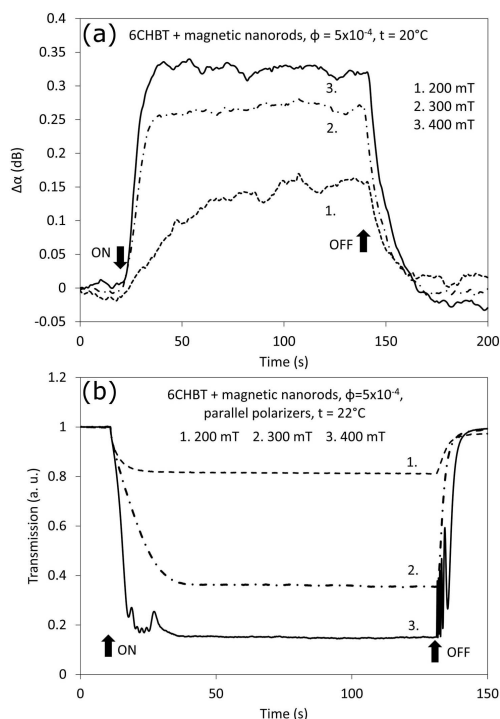 (a)
6CHBT + magnetic nanorods, ϕ = 5x10⁻⁴, t = 20°C
0.4
0.35
0.3
0.25
0.2
0.15
0.1
0.05
0
-0.05
Δα (dB)
3.
2.
1.
1. 200 mT
2. 300 mT
3. 400 mT
ON
OFF
0 50 100 150 200
Time (s)
(b)
6CHBT + magnetic nanorods, ϕ=5x10⁻⁴,
parallel polarizers, t = 22°C
1. 200 mT 2. 300 mT 3. 400 mT
1.2
1
0.8
0.6
0.4
0.2
0
Transmission (a. u.)
1.
2.
3.
ON
OFF
0 50 100 150
Time (s)